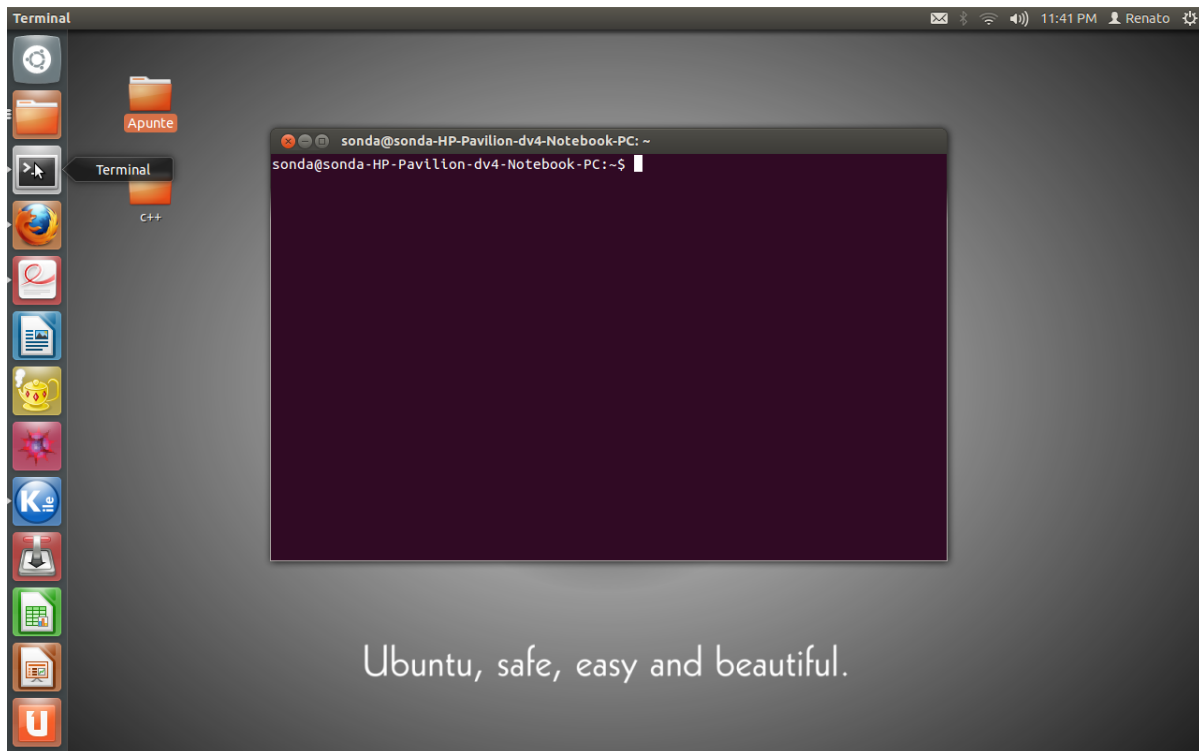 Terminal
11:41 PM Renato
Apunte
sonda@sonda-HP-Pavilion-dv4-Notebook-PC: ~
sonda@sonda-HP-Pavilion-dv4-Notebook-PC:~$
Terminal
c++
Kile
Ubuntu, safe, easy and beautiful.